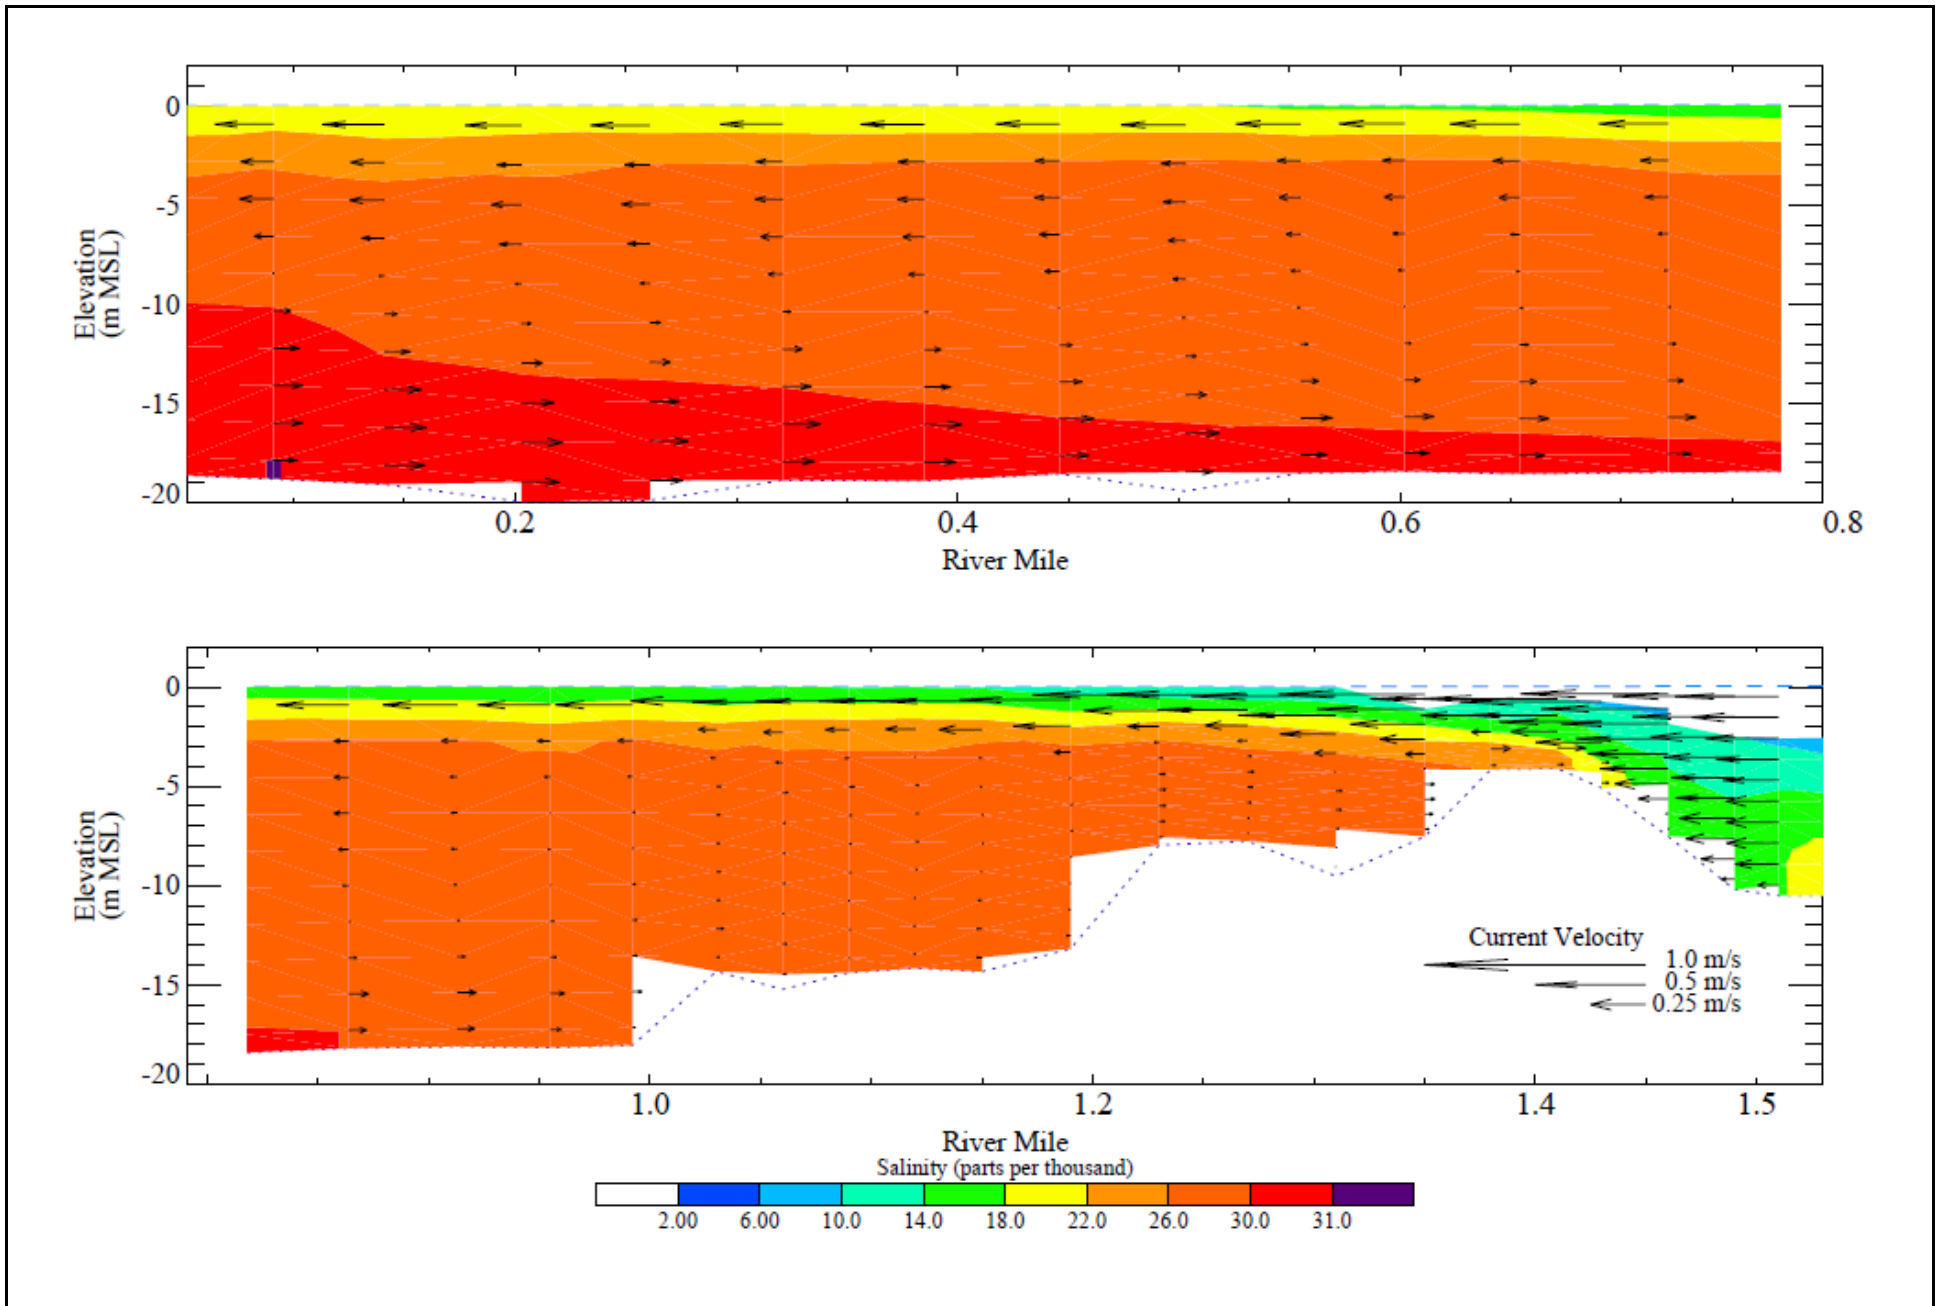 0
-5
-10
-15
-20
Elevation
(m MSL)
0.2 0.4 0.6 0.8
River Mile
0
-5
-10
-15
-20
Elevation
(m MSL)
Current Velocity
1.0 m/s
0.5 m/s
0.25 m/s
1.0 1.2 1.4 1.5
River Mile
Salinity (parts per thousand)
2.00 6.00 10.0 14.0 18.0 22.0 26.0 30.0 31.0